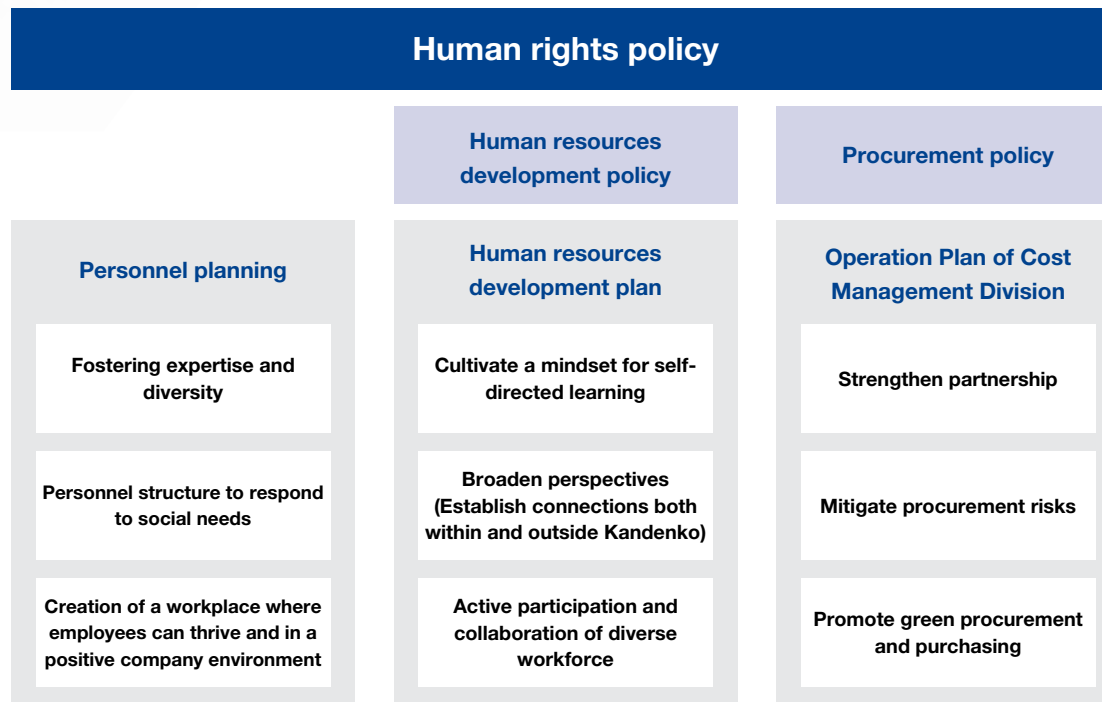 Human rights policy
Human resources
development policy
Procurement policy
Personnel planning
Fostering expertise and
diversity
Personnel structure to respond
to social needs
Creation of a workplace where
employees can thrive and in a
positive company environment
Human resources
development plan
Cultivate a mindset for self-
directed learning
Broaden perspectives
(Establish connections both
within and outside Kandenko)
Active participation and
collaboration of diverse
workforce
Operation Plan of Cost
Management Division
Strengthen partnership
Mitigate procurement risks
Promote green procurement
and purchasing